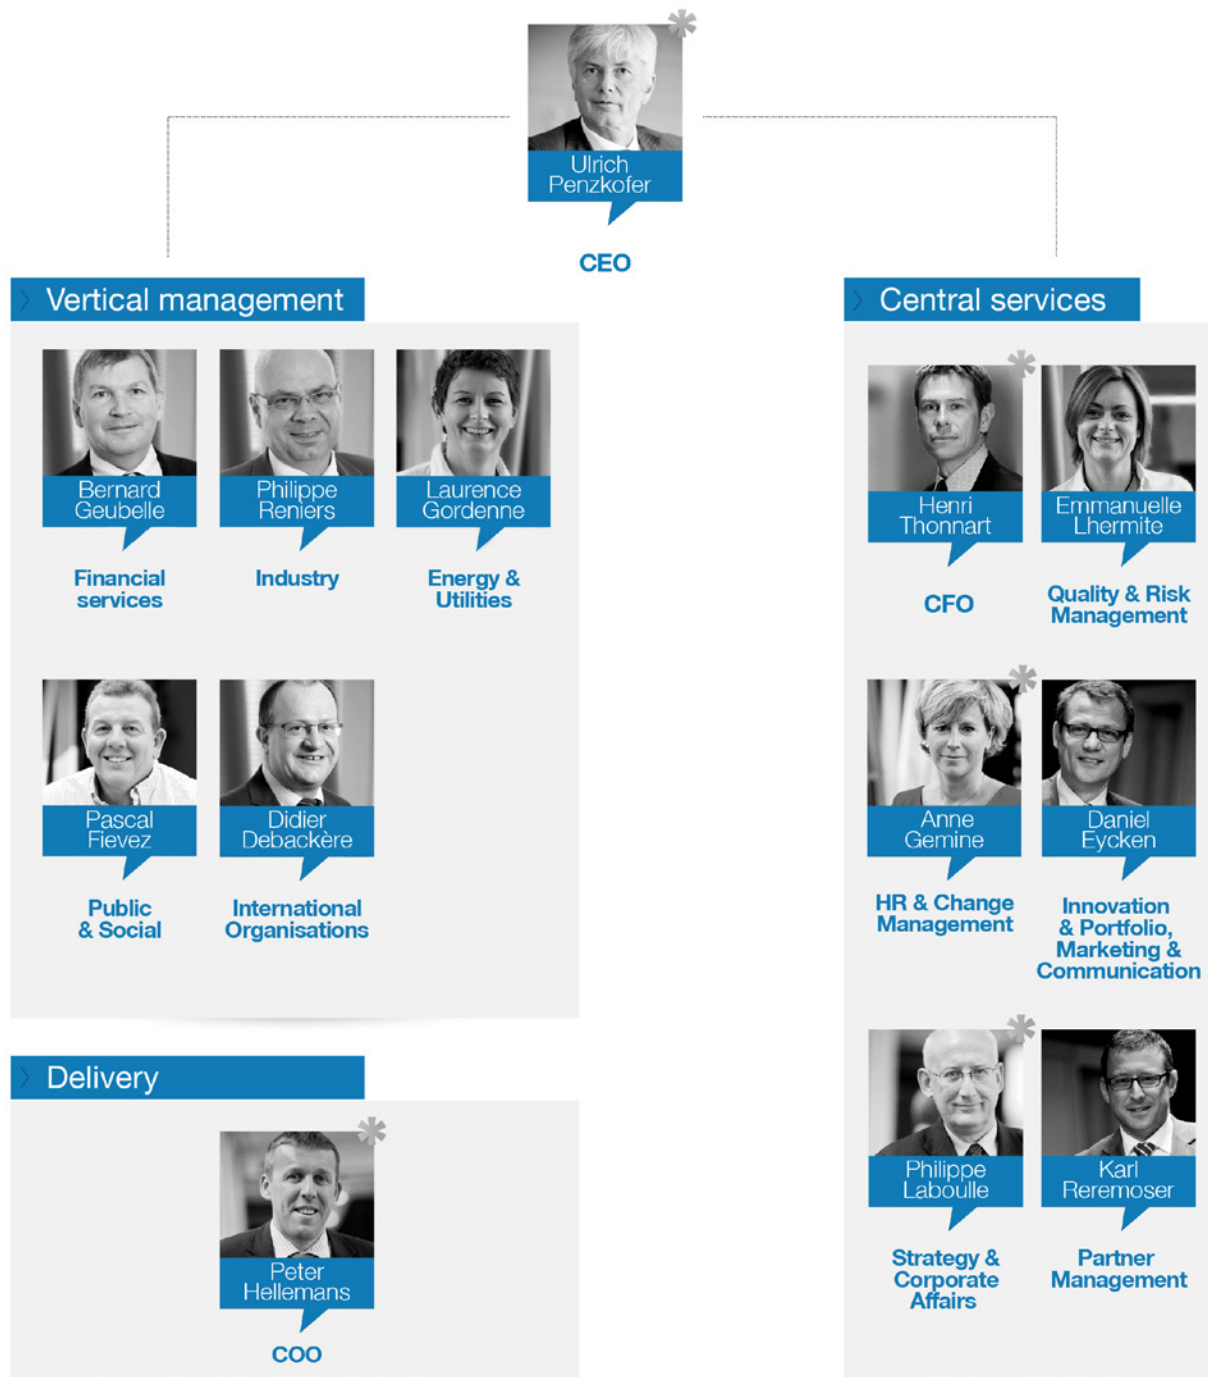 Ulrich
Penzkofer
CEO
Vertical management
Bernard
Geubelle
Financial
services
Philippe
Reniers
Industry
Laurence
Gordenne
Energy &
Utilities
Pascal
Fievez
Public
& Social
Didier
Debackère
International
Organisations
Delivery
Peter
Hellemans
COO
Central services
Henri
Thonnart
CFO
Emmanuelle
Lhermite
Quality & Risk
Management
Anne
Gemine
HR & Change
Management
Daniel
Eycken
Innovation
& Portfolio,
Marketing &
Communication
Philippe
Laboulle
Strategy &
Corporate
Affairs
Karl
Reremoser
Partner
Management